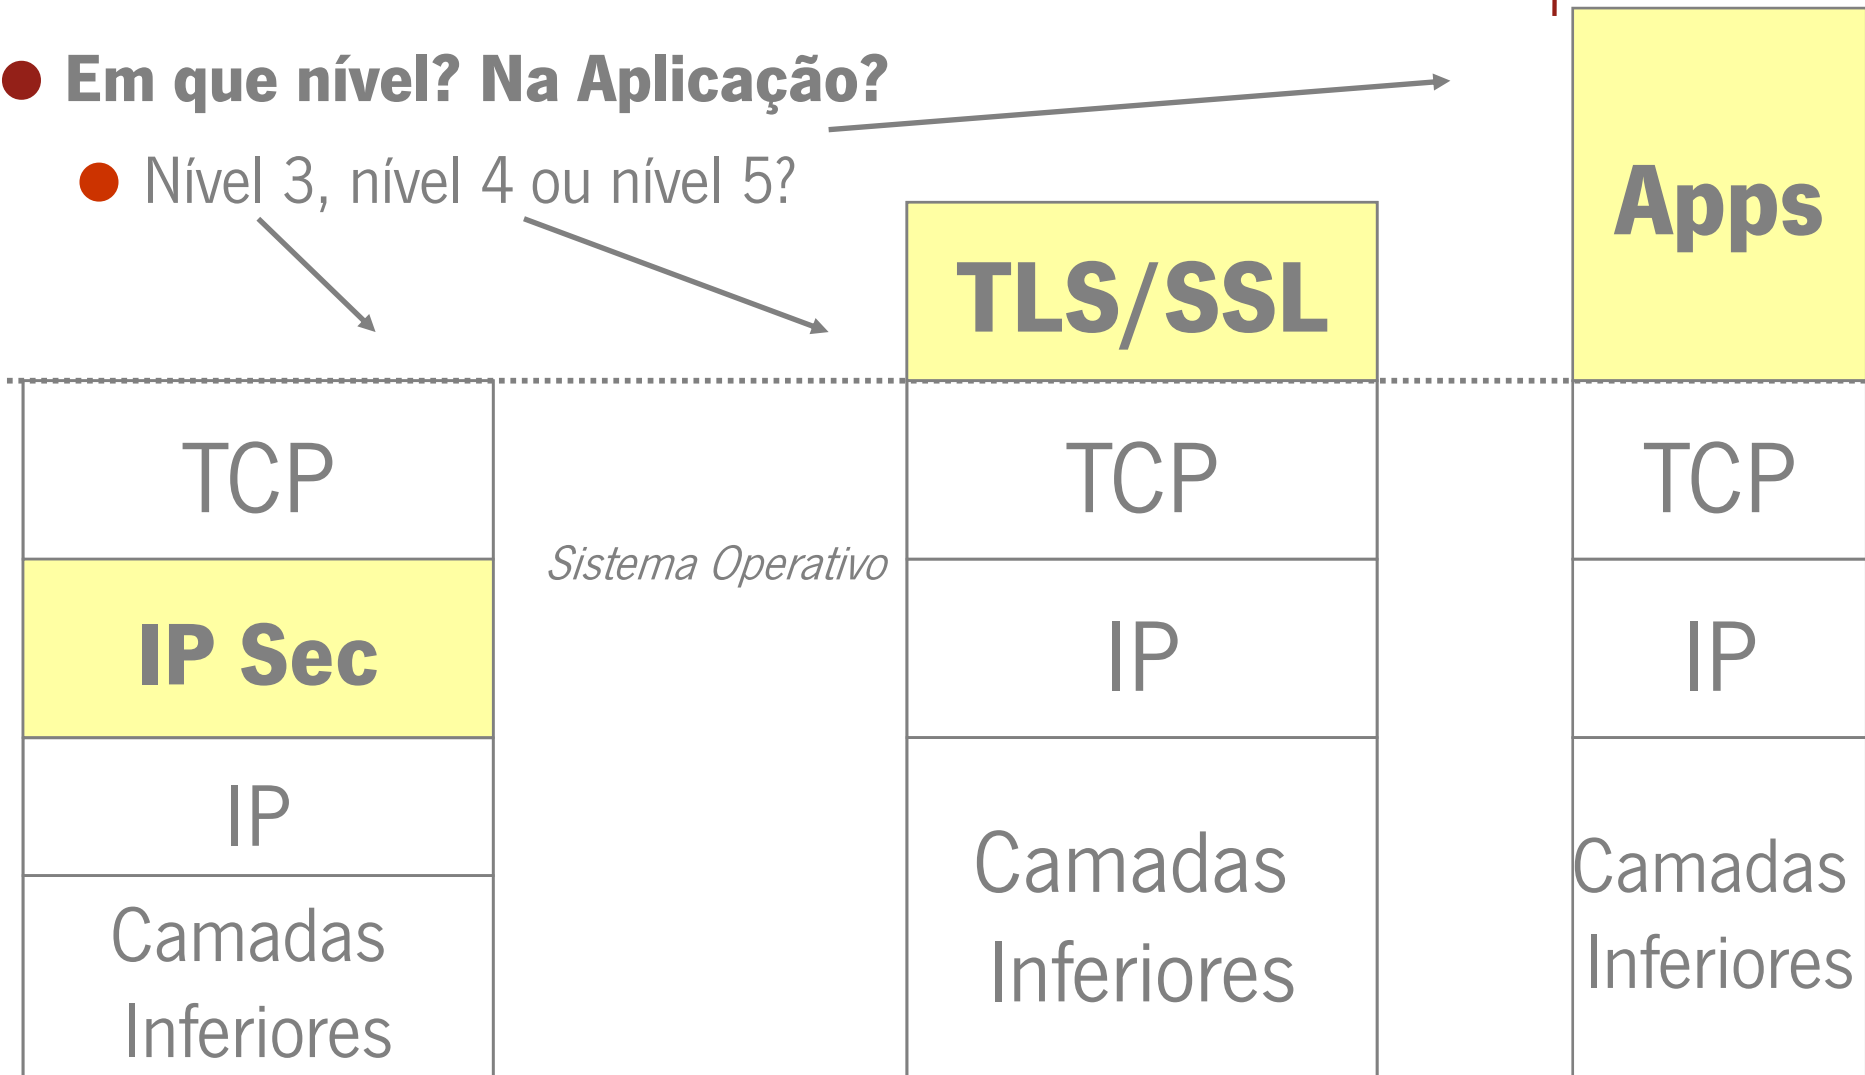 Em que nível? Na Aplicação?
Nível 3, nível 4 ou nível 5?
TCP
IP Sec
IP
Camadas
Inferiores
Sistema Operativo
TLS/SSL
TCP
IP
Camadas
Inferiores
Apps
TCP
IP
Camadas
Inferiores